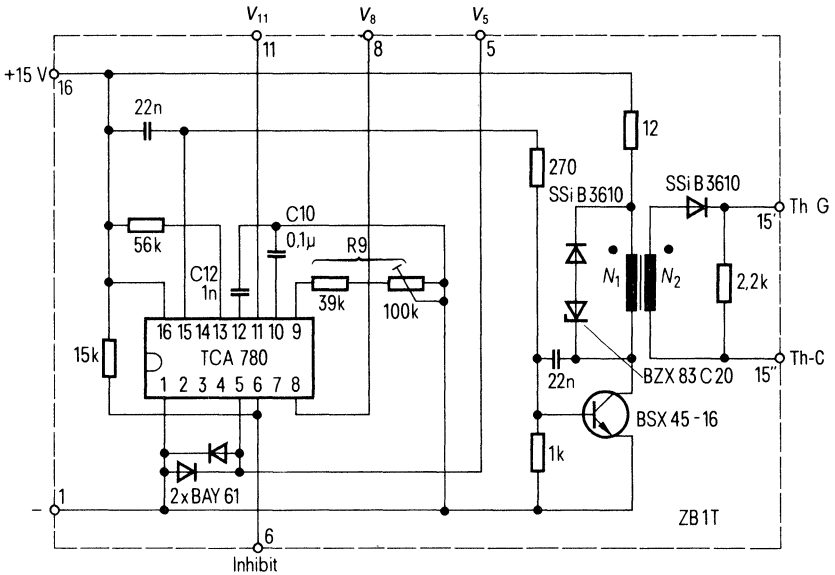 V₁₁ V₈ V₅
11 8 5
+15 V 16
22n
12
270
SSi B 3610 SSi B 3610
Th G
15'
C10
56k 0,1µ R9
C12
1n
39k 100k
N₁ N₂ 2,2k
16 15 14 13 12 11 10 9
15k TCA 780
1 2 3 4 5 6 7 8
22n
Th-C
15''
BZX 83 C 20
BSX 45-16
1k
2xBAY 61
– 1
ZB 1T
6
Inhibit